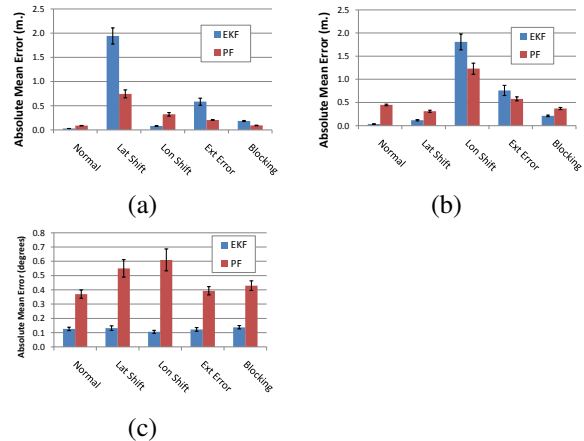 Absolute Mean Error (m.)
2.5
2.0
1.5
1.0
0.5
0.0
EKF
PF
Normal
Lat Shift
Lon Shift
Ext Error
Blocking
(a)
Absolute Mean Error (m.)
2.5
2.0
1.5
1.0
0.5
0.0
EKF
PF
Normal
Lat Shift
Lon Shift
Ext Error
Blocking
(b)
Absolute Mean Error (degrees)
0.8
0.7
0.6
0.5
0.4
0.3
0.2
0.1
0.0
EKF
PF
Normal
Lat Shift
Lon Shift
Ext Error
Blocking
(c)